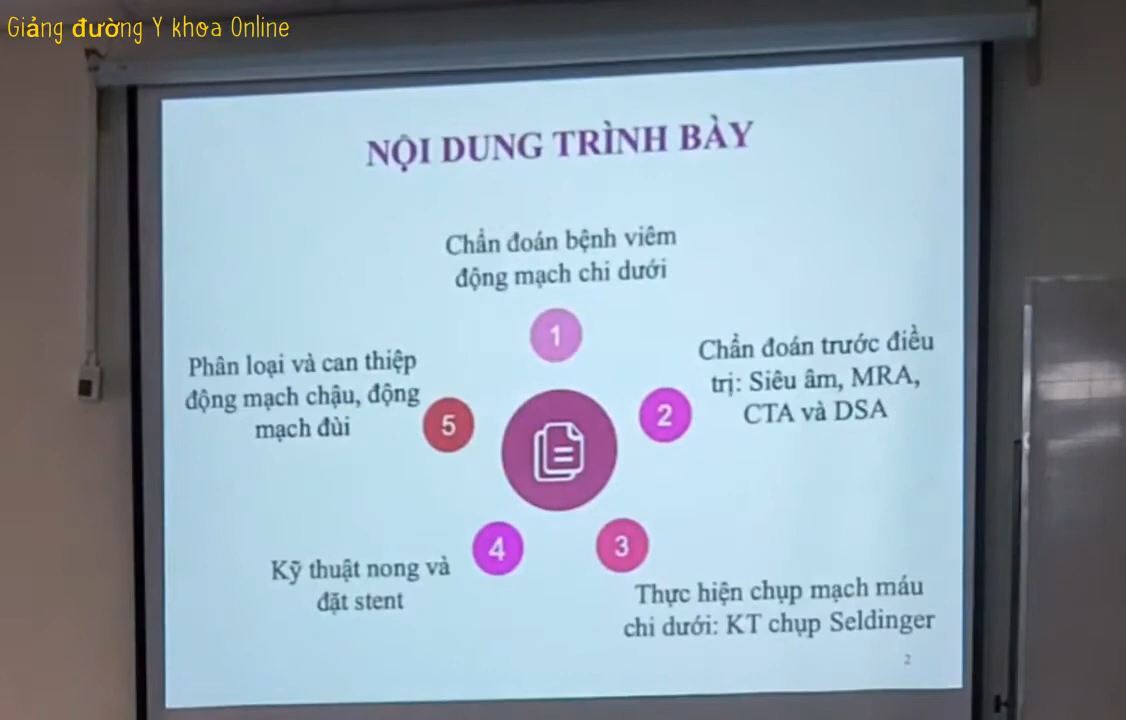 Giảng đường Y khoa Online
NỘI DUNG TRÌNH BÀY
Chẩn đoán bệnh viêm
động mạch chi dưới
1
Chẩn đoán trước điều
trị: Siêu âm, MRA,
CTA và DSA
2
Thực hiện chụp mạch máu
chi dưới: KT chụp Seldinger
3
Kỹ thuật nong và
đặt stent
4
Phân loại và can thiệp
động mạch chậu, động
mạch đùi
5
2